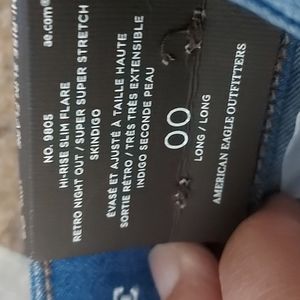 ae.com®
NO. 9805
HI-RISE SLIM FLARE
RETRO NIGHT OUT / SUPER SUPER STRETCH
SKINDIGO
ÉVASÉ ET AJUSTÉ À TAILLE HAUTE
SORTIE RÉTRO / TRÈS TRÈS EXTENSIBLE
INDIGO SECONDE PEAU
00
LONG / LONG
AMERICAN EAGLE OUTFITTERS